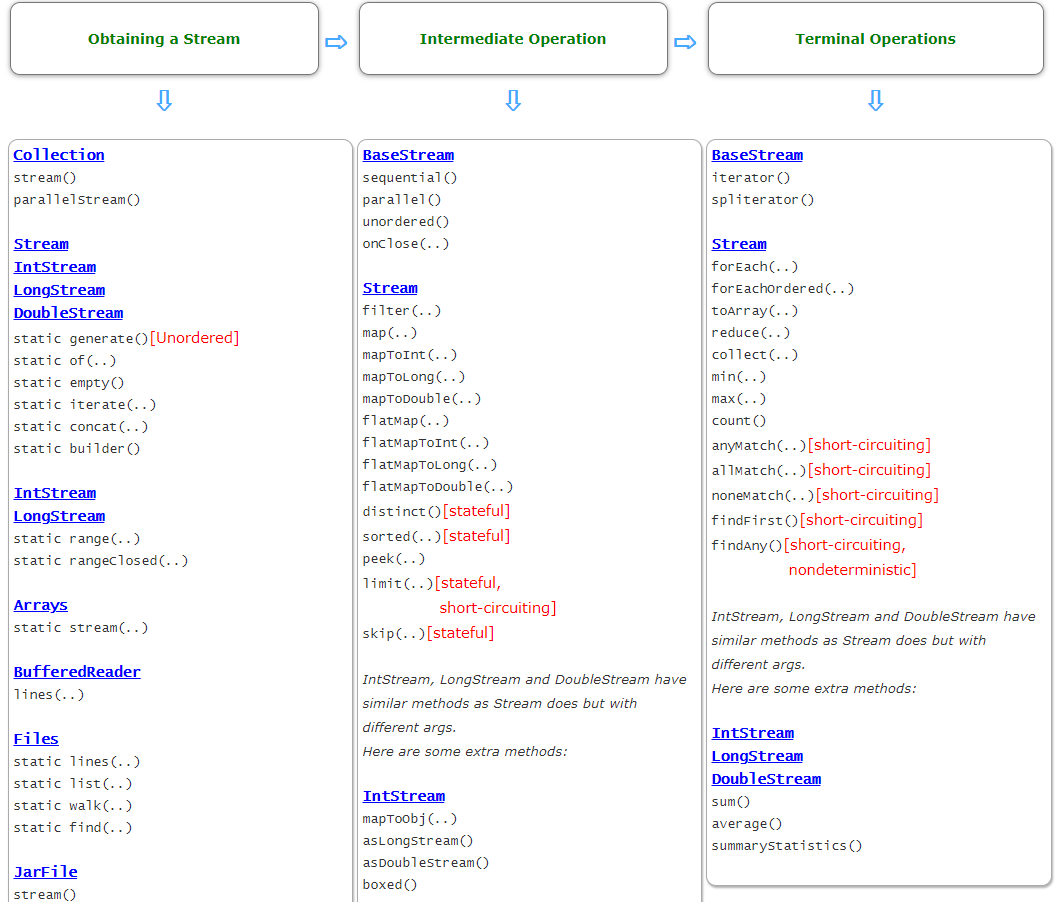 Obtaining a Stream
Intermediate Operation
Terminal Operations
Collection
stream()
parallelStream()
Stream
IntStream
LongStream
DoubleStream
static generate()[Unordered]
static of(..)
static empty()
static iterate(..)
static concat(..)
static builder()
IntStream
LongStream
static range(..)
static rangeClosed(..)
Arrays
static stream(..)
BufferedReader
lines(..)
Files
static lines(..)
static list(..)
static walk(..)
static find(..)
JarFile
stream()
BaseStream
sequential()
parallel()
unordered()
onClose(..)
Stream
filter(..)
map(..)
mapToInt(..)
mapToLong(..)
mapToDouble(..)
flatMap(..)
flatMapToInt(..)
flatMapToLong(..)
flatMapToDouble(..)
distinct()[stateful]
sorted(..)[stateful]
peek(..)
limit(..)[stateful,
short-circuiting]
skip(..)[stateful]
IntStream, LongStream and DoubleStream have
similar methods as Stream does but with
different args.
Here are some extra methods:
IntStream
mapToObj(..)
asLongStream()
asDoubleStream()
boxed()
BaseStream
iterator()
spliterator()
Stream
forEach(..)
forEachOrdered(..)
toArray(..)
reduce(..)
collect(..)
min(..)
max(..)
count()
anyMatch(..)[short-circuiting]
allMatch(..)[short-circuiting]
noneMatch(..)[short-circuiting]
findFirst()[short-circuiting]
findAny()[short-circuiting,
nondeterministic]
IntStream, LongStream and DoubleStream have
similar methods as Stream does but with
different args.
Here are some extra methods:
IntStream
LongStream
DoubleStream
sum()
average()
summaryStatistics()